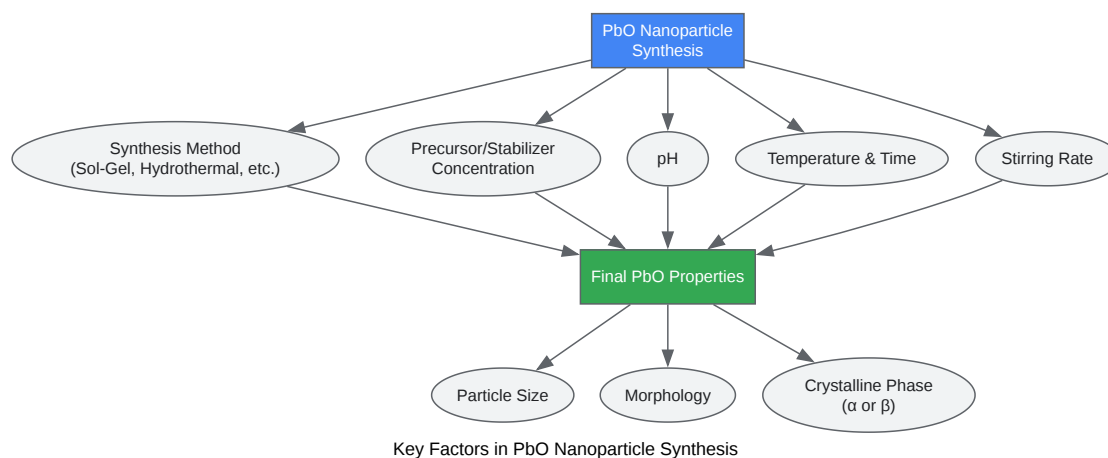 PbO Nanoparticle
Synthesis
Synthesis Method
(Sol-Gel, Hydrothermal, etc.)
Precursor/Stabilizer
Concentration
pH
Temperature & Time
Stirring Rate
Final PbO Properties
Particle Size
Morphology
Crystalline Phase
(α or β)
Key Factors in PbO Nanoparticle Synthesis